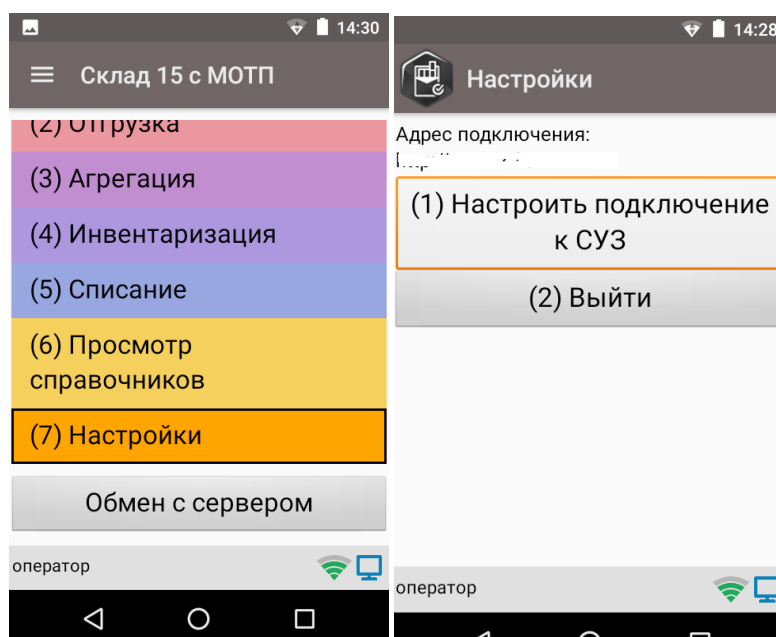 14:30
Склад 15 с МОТП
(2) Отгрузка
(3) Агрегация
(4) Инвентаризация
(5) Списание
(6) Просмотр
справочников
(7) Настройки
Обмен с сервером
оператор
14:28
Настройки
Адрес подключения:
(1) Настроить подключение
к СУЗ
(2) Выйти
оператор